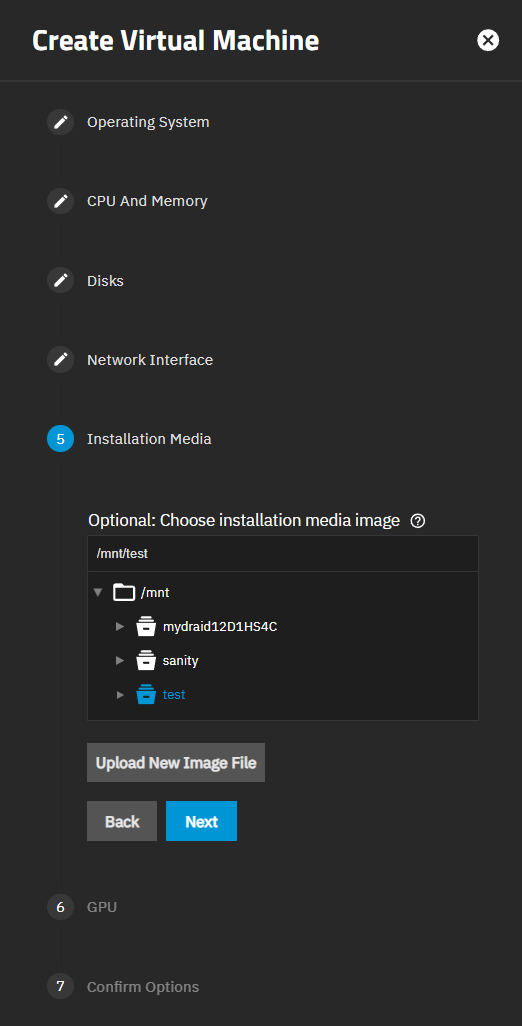 Create Virtual Machine
Operating System
CPU And Memory
Disks
Network Interface
5 Installation Media
Optional: Choose installation media image
/mnt/test
/mnt
mydraid12D1HS4C
sanity
test
Upload New Image File
Back Next
6 GPU
7 Confirm Options